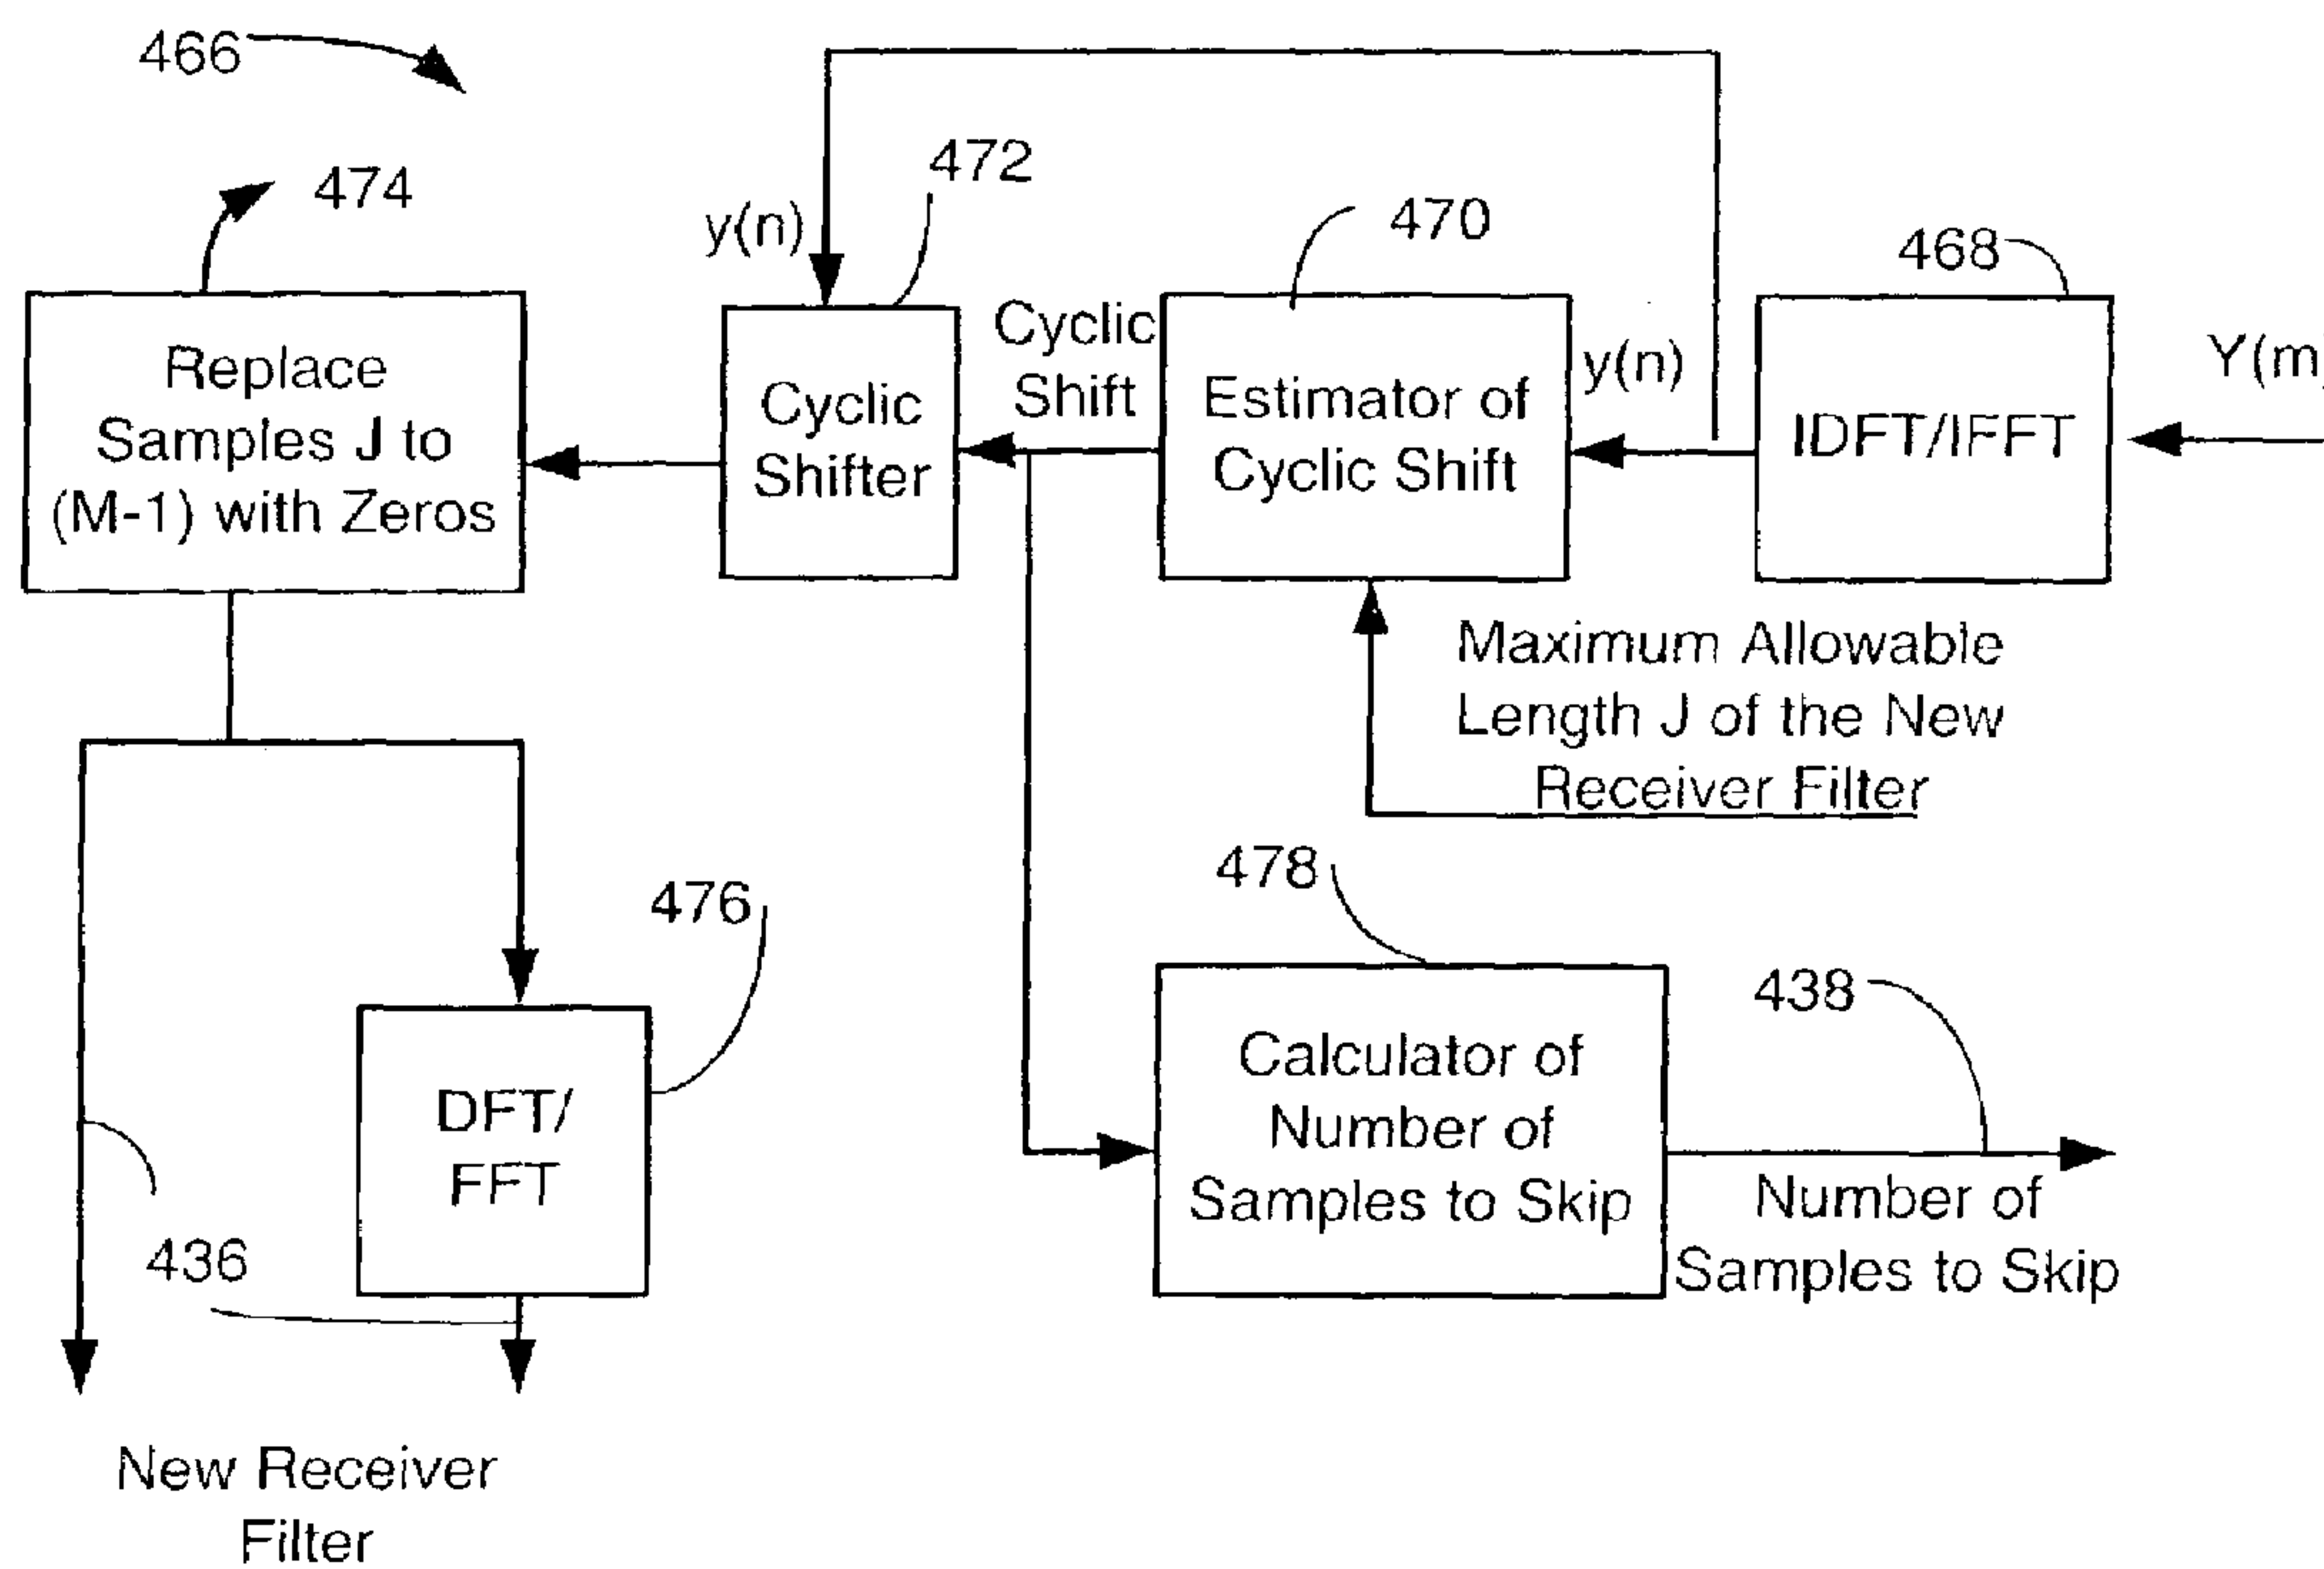 466
474
y(n)
472
470
468
Y(m
Cyclic
Shift
y(n)
Replace
Samples J to
(M-1) with Zeros
Cyclic
Shifter
Estimator of
Cyclic Shift
IDFT/IFFT
Maximum Allowable
Length J of the New
Receiver Filter
478
476
438
DFT/
FFT
Calculator of
Number of
Samples to Skip
Number of
Samples to Skip
436
New Receiver
Filter